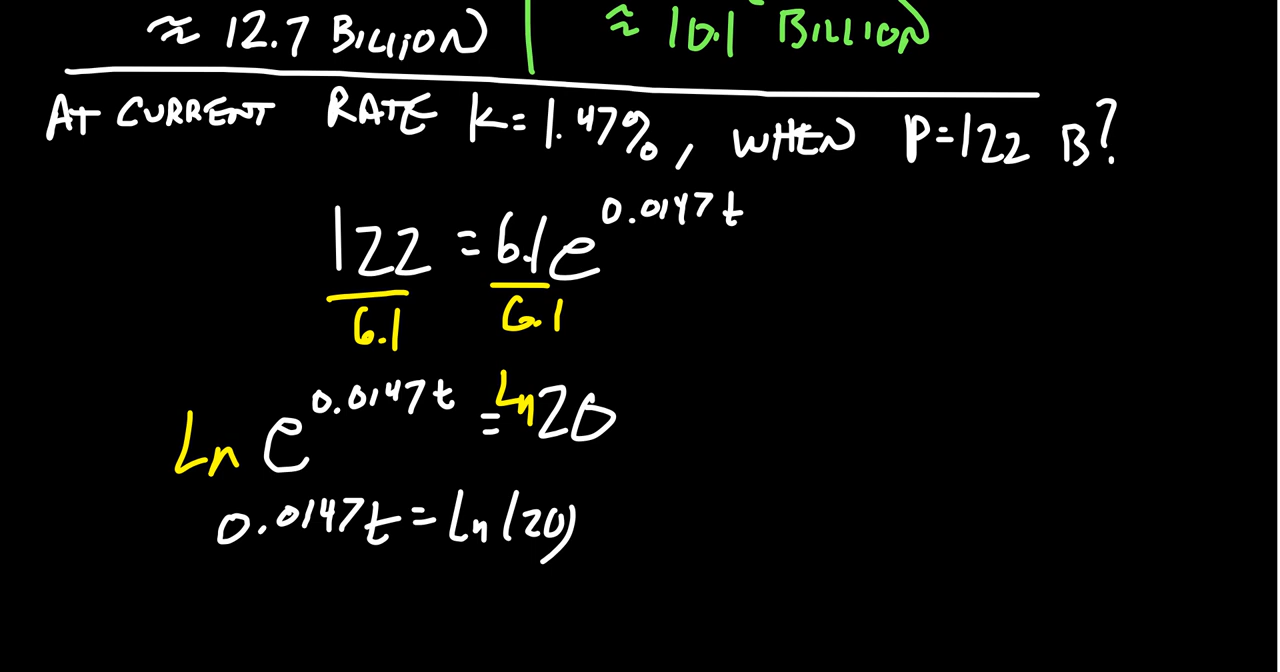 ≈ 12.7 BILLION
≈ 10.1 BILLION
AT CURRENT RATE K=1.47%, WHEN P=122 B?
122 = 6.1e^0.0147t
6.1 6.1
Ln e^0.0147t = Ln 20
0.0147t = Ln(20)